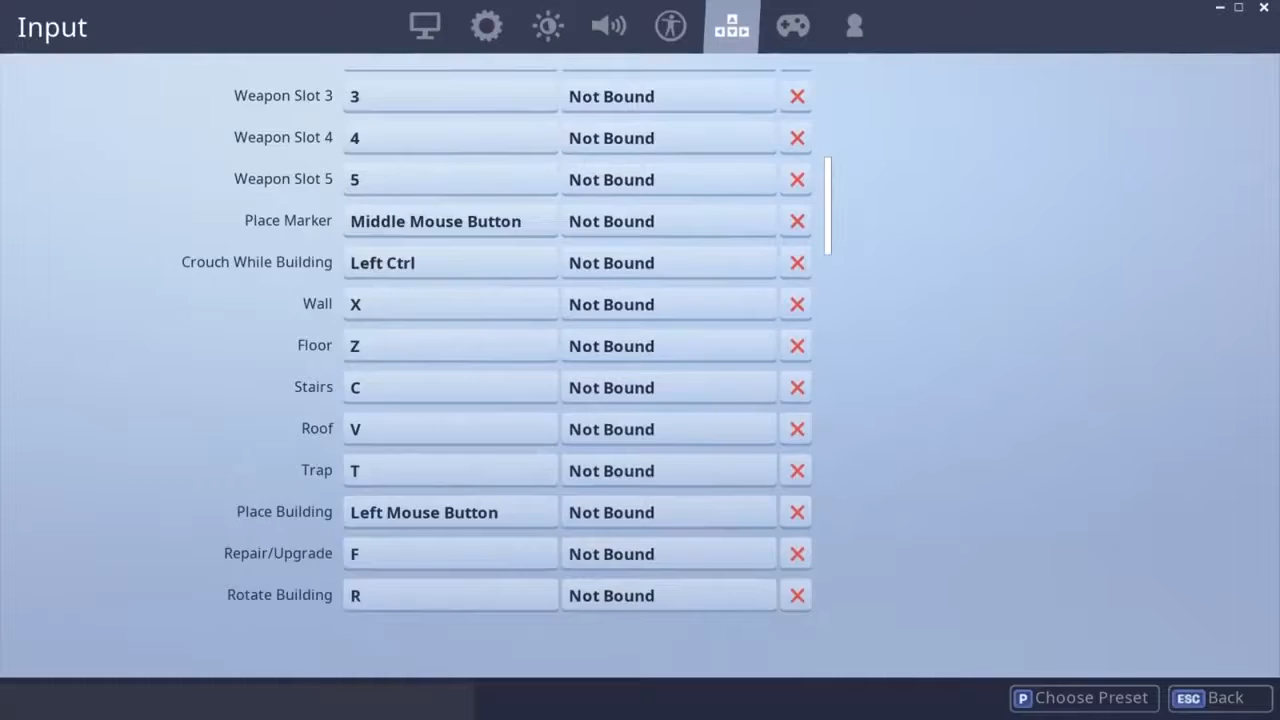 Input
Weapon Slot 3 3 Not Bound
Weapon Slot 4 4 Not Bound
Weapon Slot 5 5 Not Bound
Place Marker Middle Mouse Button Not Bound
Crouch While Building Left Ctrl Not Bound
Wall X Not Bound
Floor Z Not Bound
Stairs C Not Bound
Roof V Not Bound
Trap T Not Bound
Place Building Left Mouse Button Not Bound
Repair/Upgrade F Not Bound
Rotate Building R Not Bound
P Choose Preset ESC Back